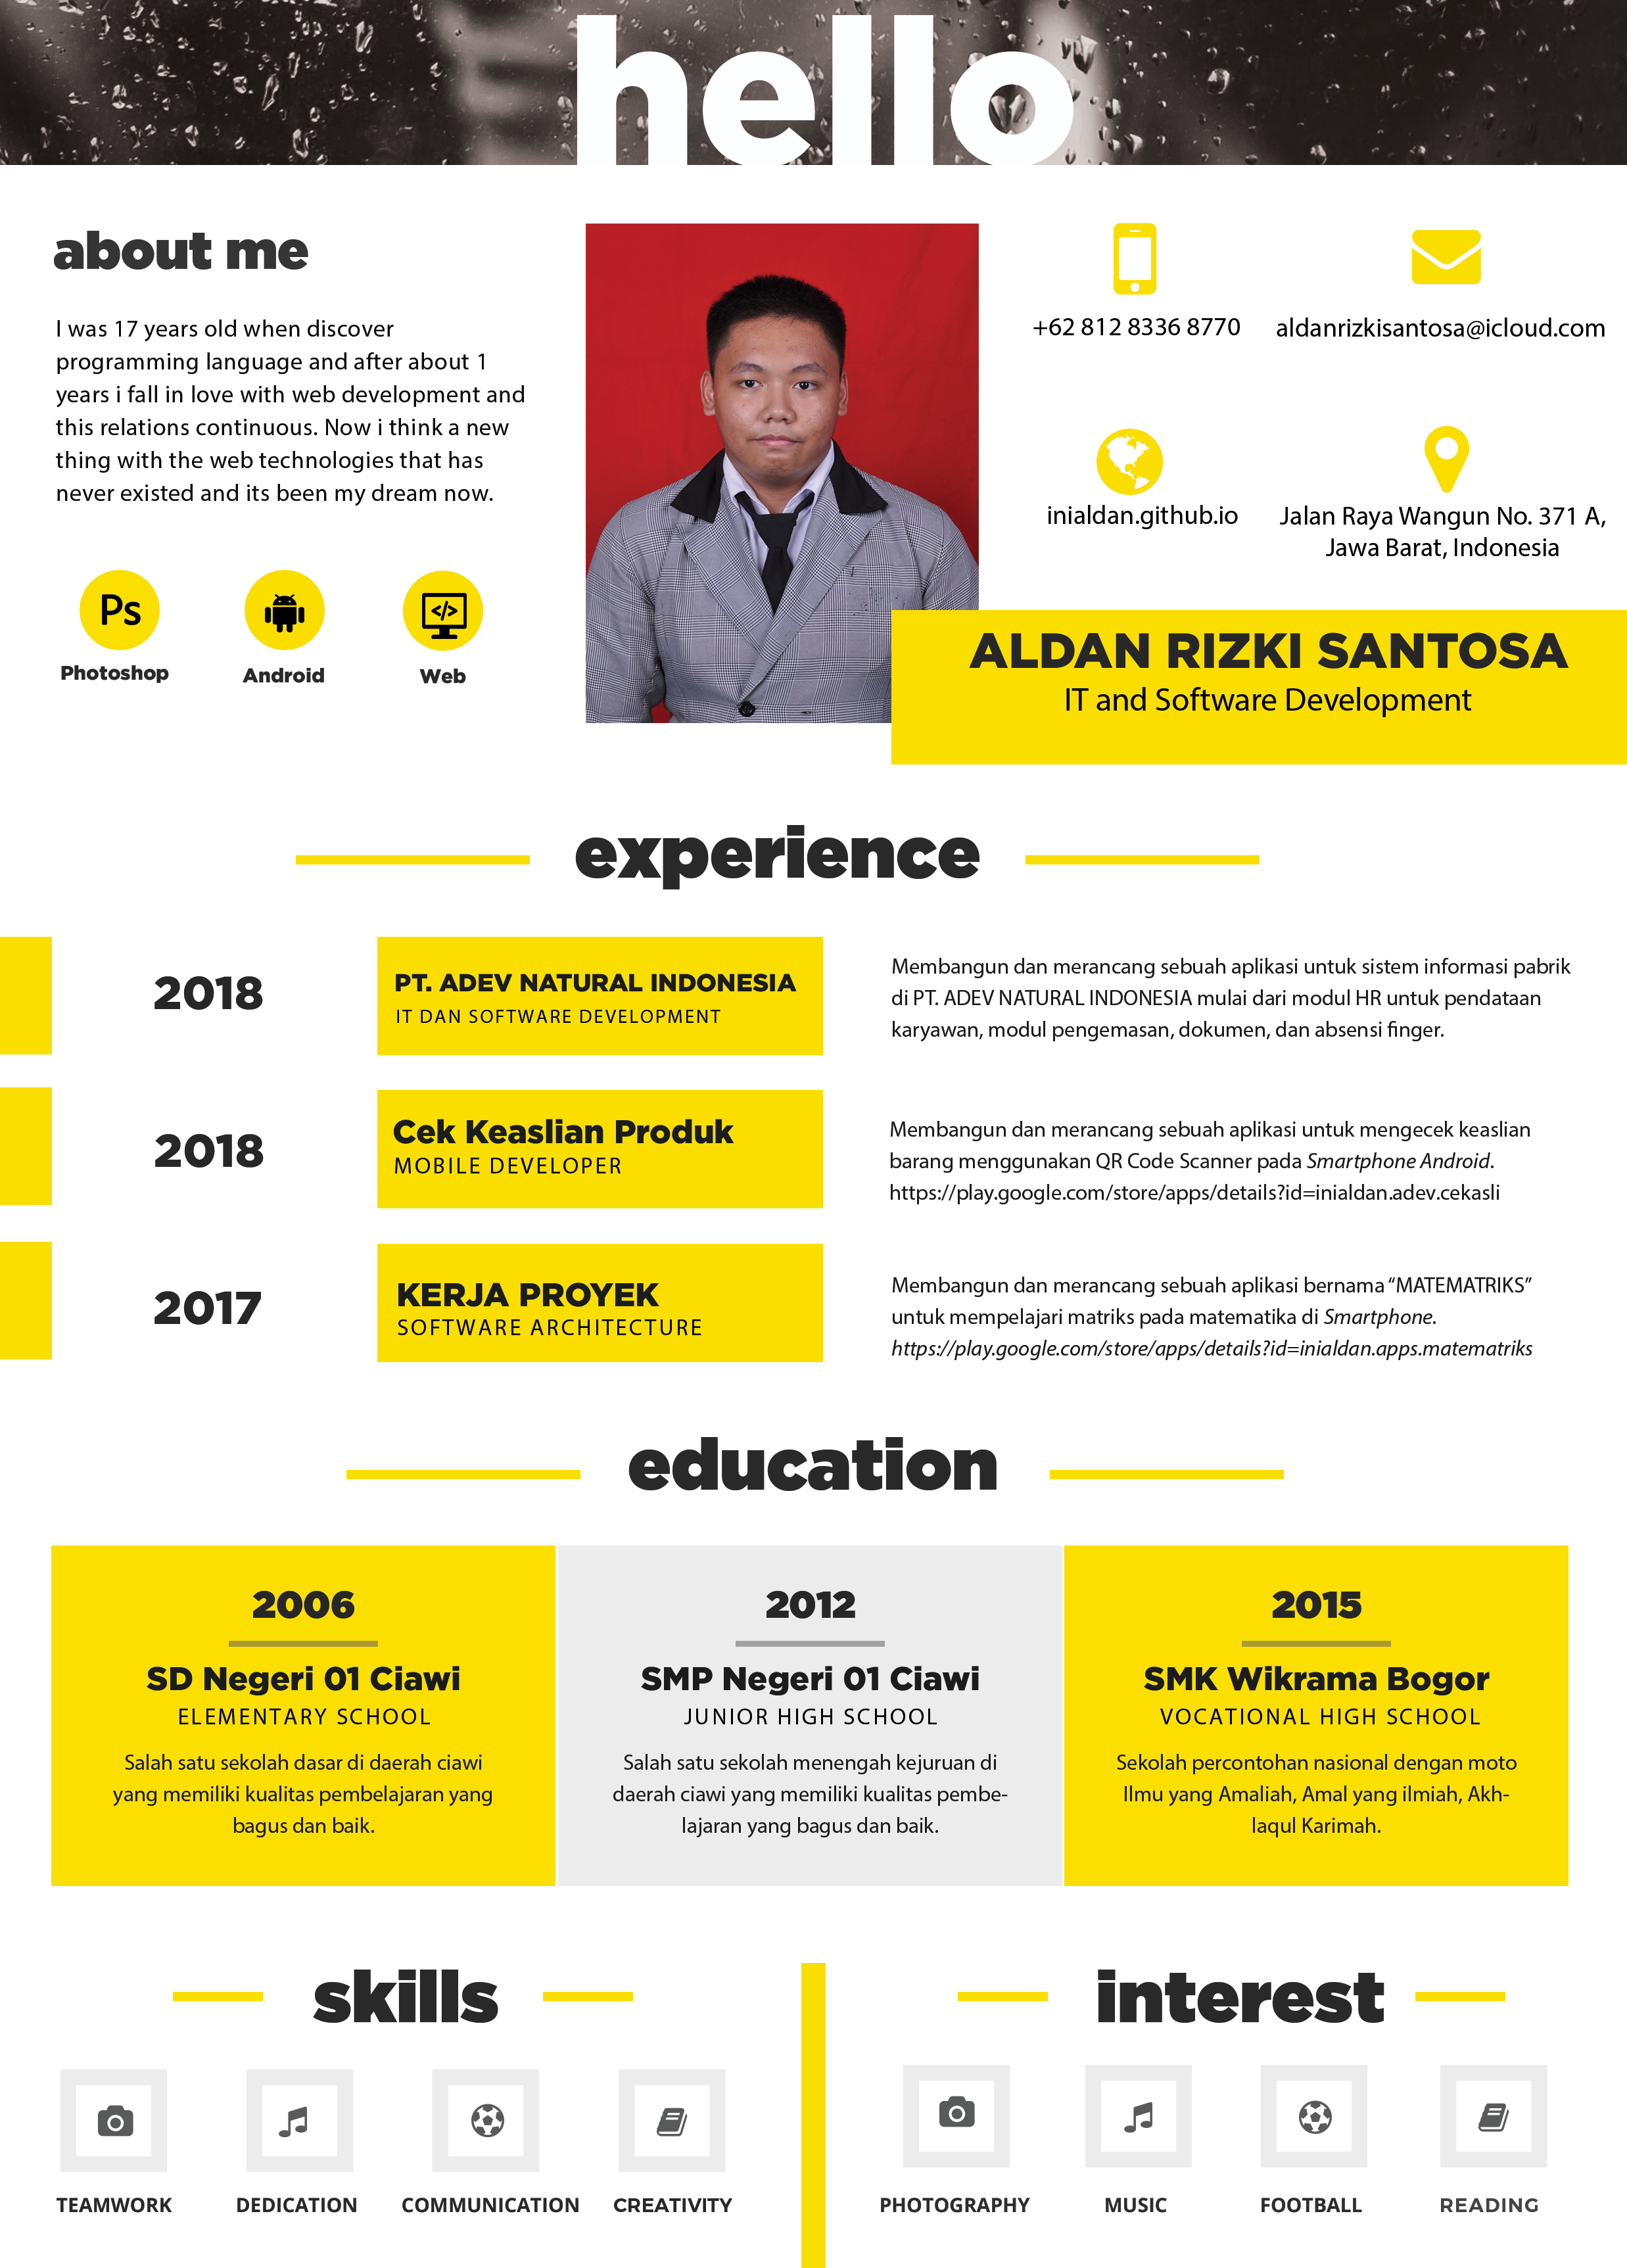 hello
about me
I was 17 years old when discover
programming language and after about 1
years i fall in love with web development and
this relations continuous. Now i think a new
thing with the web technologies that has
never existed and its been my dream now.
Ps
Photoshop
Android
</>
Web
+62 812 8336 8770
aldanrizkisantosa@icloud.com
inialdan.github.io
Jalan Raya Wangun No. 371 A,
Jawa Barat, Indonesia
ALDAN RIZKI SANTOSA
IT and Software Development
experience
2018
PT. ADEV NATURAL INDONESIA
IT DAN SOFTWARE DEVELOPMENT
Membangun dan merancang sebuah aplikasi untuk sistem informasi pabrik
di PT. ADEV NATURAL INDONESIA mulai dari modul HR untuk pendataan
karyawan, modul pengemasan, dokumen, dan absensi finger.
2018
Cek Keaslian Produk
MOBILE DEVELOPER
Membangun dan merancang sebuah aplikasi untuk mengecek keaslian
barang menggunakan QR Code Scanner pada Smartphone Android.
https://play.google.com/store/apps/details?id=inialdan.adev.cekasli
2017
KERJA PROYEK
SOFTWARE ARCHITECTURE
Membangun dan merancang sebuah aplikasi bernama “MATEMATRIKS”
untuk mempelajari matriks pada matematika di Smartphone.
https://play.google.com/store/apps/details?id=inialdan.apps.matematriks
education
2006
SD Negeri 01 Ciawi
ELEMENTARY SCHOOL
Salah satu sekolah dasar di daerah ciawi
yang memiliki kualitas pembelajaran yang
bagus dan baik.
2012
SMP Negeri 01 Ciawi
JUNIOR HIGH SCHOOL
Salah satu sekolah menengah kejuruan di
daerah ciawi yang memiliki kualitas pembe-
lajaran yang bagus dan baik.
2015
SMK Wikrama Bogor
VOCATIONAL HIGH SCHOOL
Sekolah percontohan nasional dengan moto
Ilmu yang Amaliah, Amal yang ilmiah, Akh-
laqul Karimah.
skills
TEAMWORK
DEDICATION
COMMUNICATION
CREATIVITY
interest
PHOTOGRAPHY
MUSIC
FOOTBALL
READING